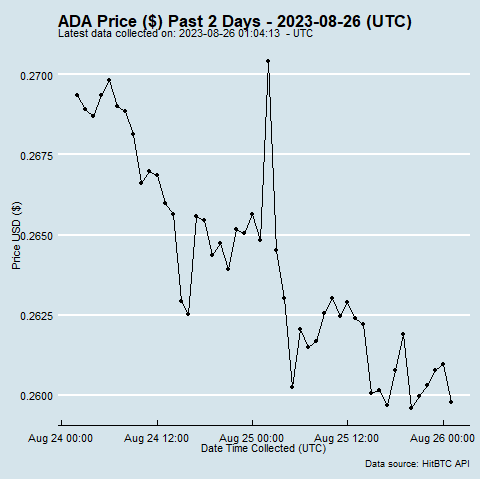 ADA Price ($) Past 2 Days - 2023-08-26 (UTC)
Latest data collected on: 2023-08-26 01:04:13 - UTC
0.2700
0.2675
0.2650
0.2625
0.2600
Price USD ($)
Aug 24 00:00 Aug 24 12:00 Aug 25 00:00 Aug 25 12:00 Aug 26 00:00
Date Time Collected (UTC)
Data source: HitBTC API